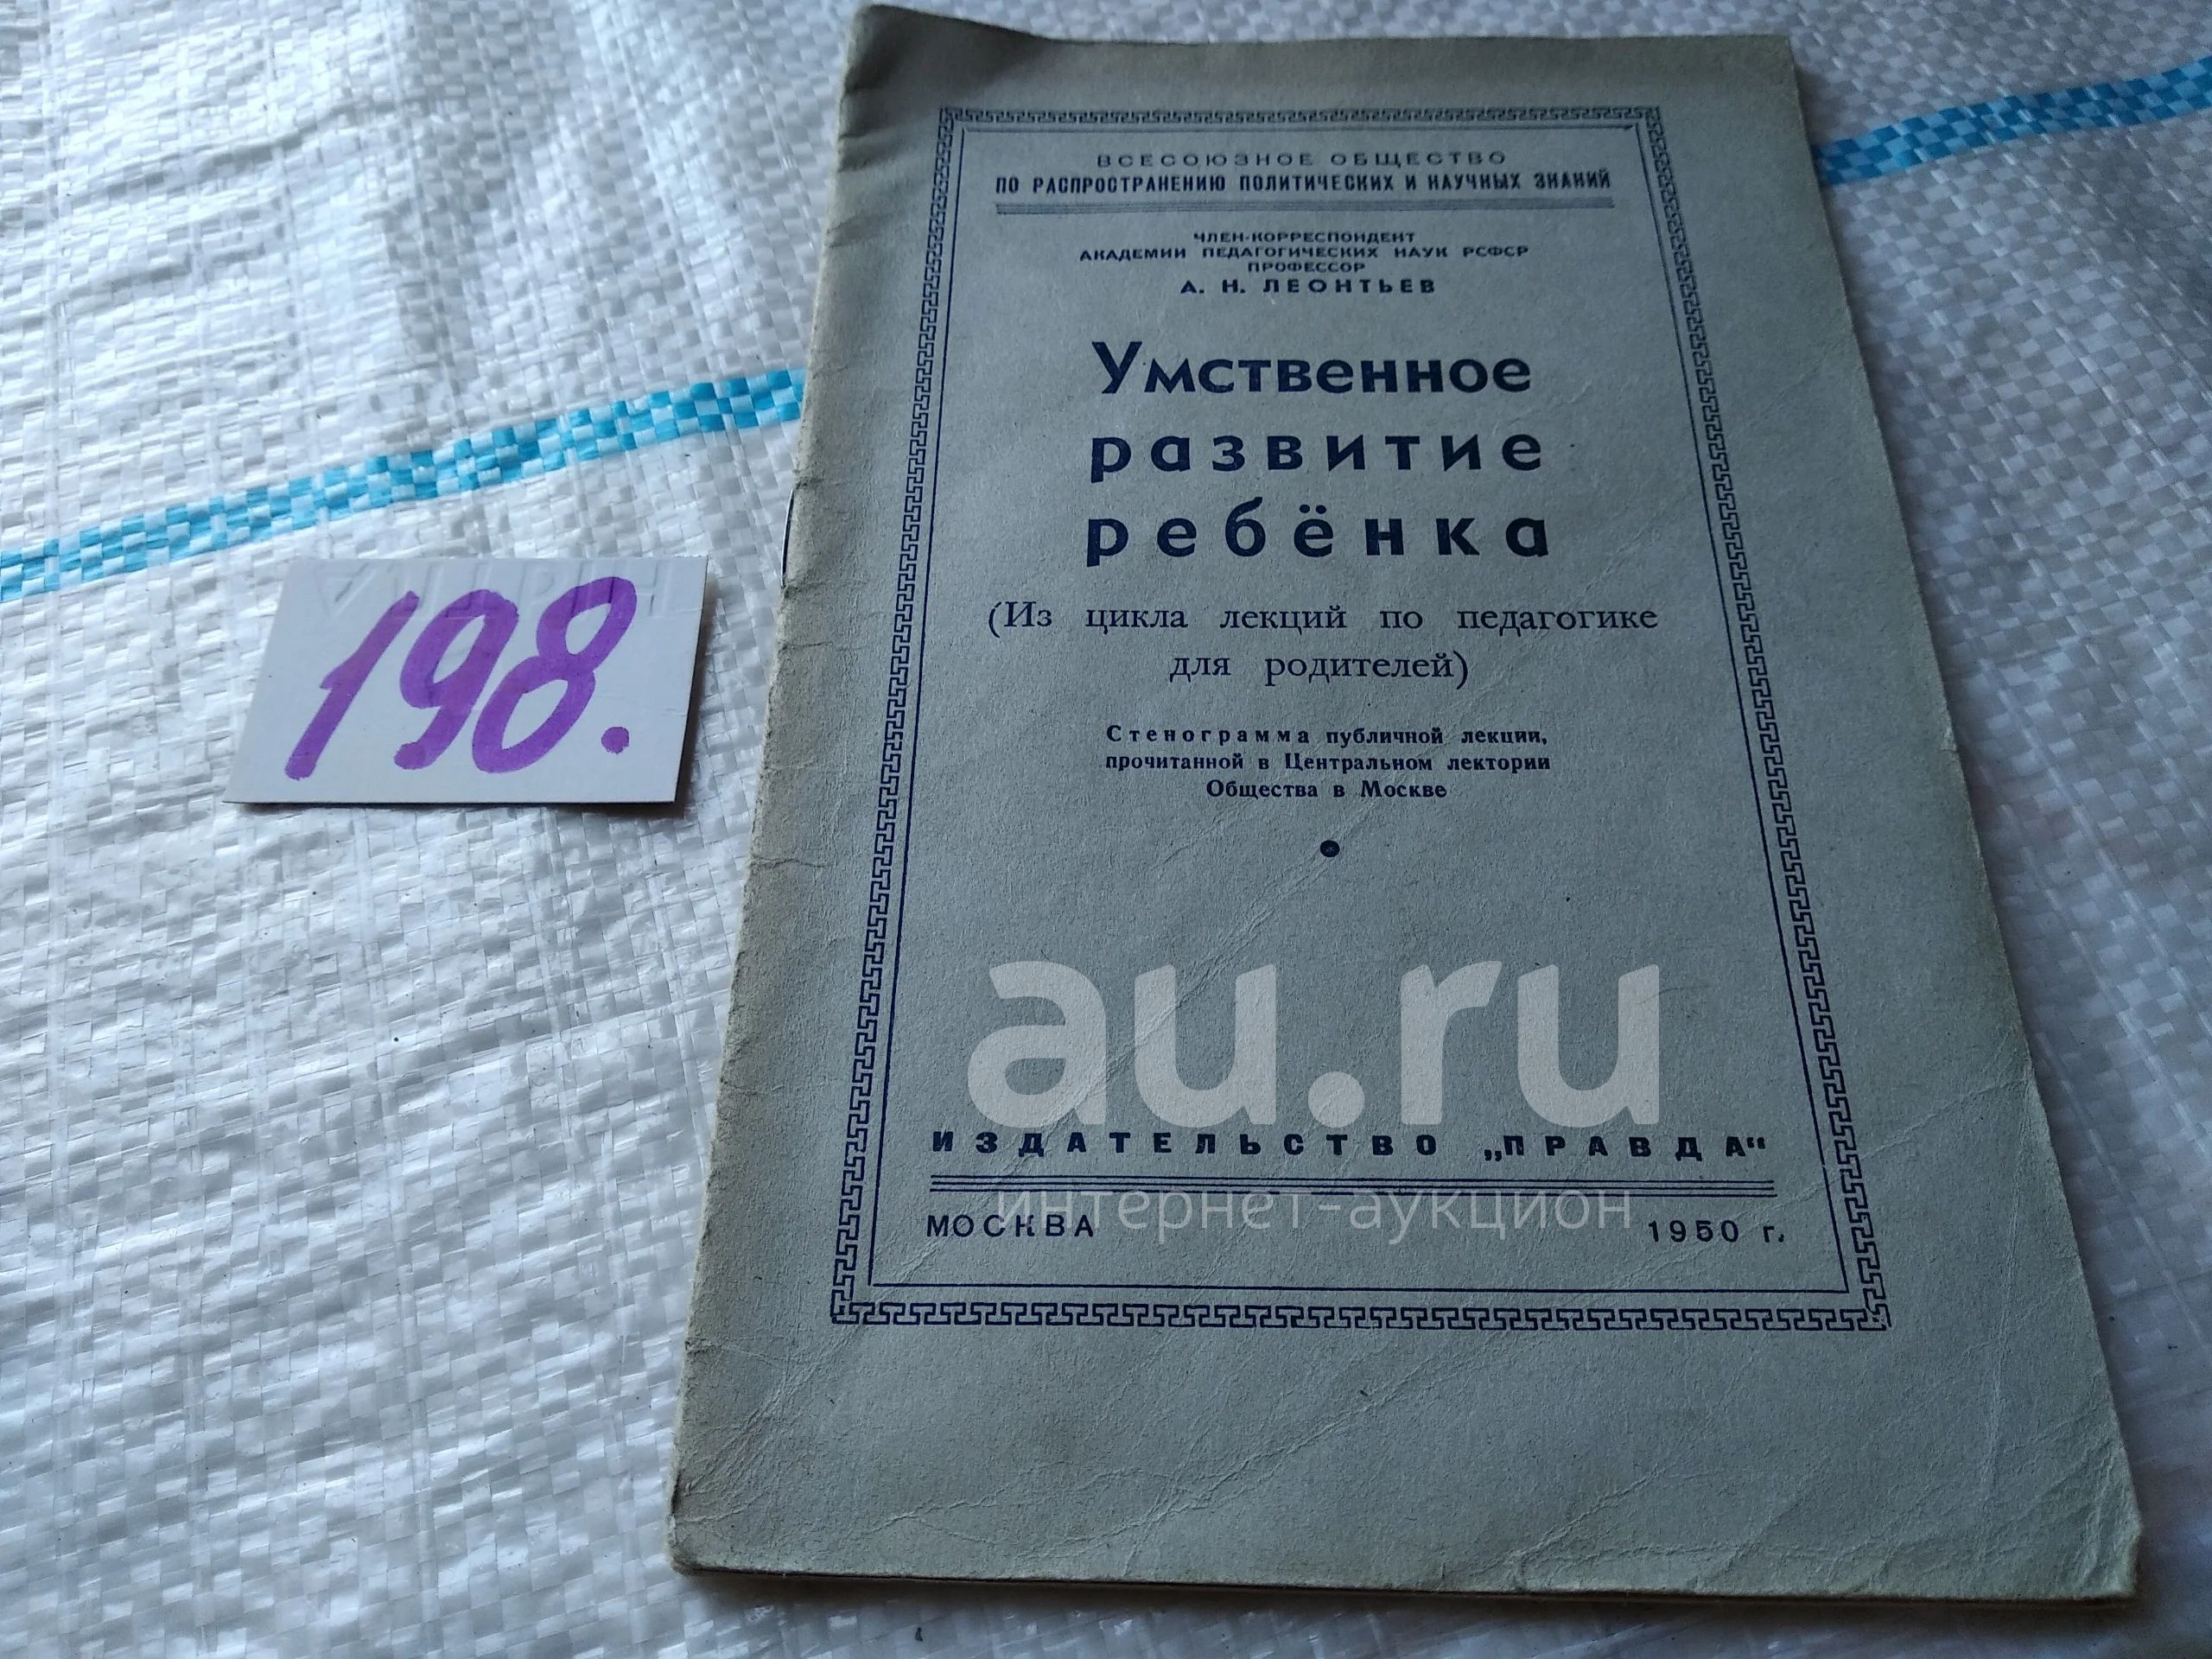 ВСЕСОЮЗНОЕ ОБЩЕСТВО
ПО РАСПРОСТРАНЕНИЮ ПОЛИТИЧЕСКИХ И НАУЧНЫХ ЗНАНИЙ
ЧЛЕН-КОРРЕСПОНДЕНТ
АКАДЕМИИ ПЕДАГОГИЧЕСКИХ НАУК РСФСР
ПРОФЕССОР
А. Н. ЛЕОНТЬЕВ
Умственное
развитие
ребёнка
(Из цикла лекций по педагогике
для родителей)
Стенограмма публичной лекции,
прочитанной в Центральном лектории
Общества в Москве
198.
au.ru
ИЗДАТЕЛЬСТВО „ПРАВДА“
интернет-аукцион
МОСКВА 1950 г.